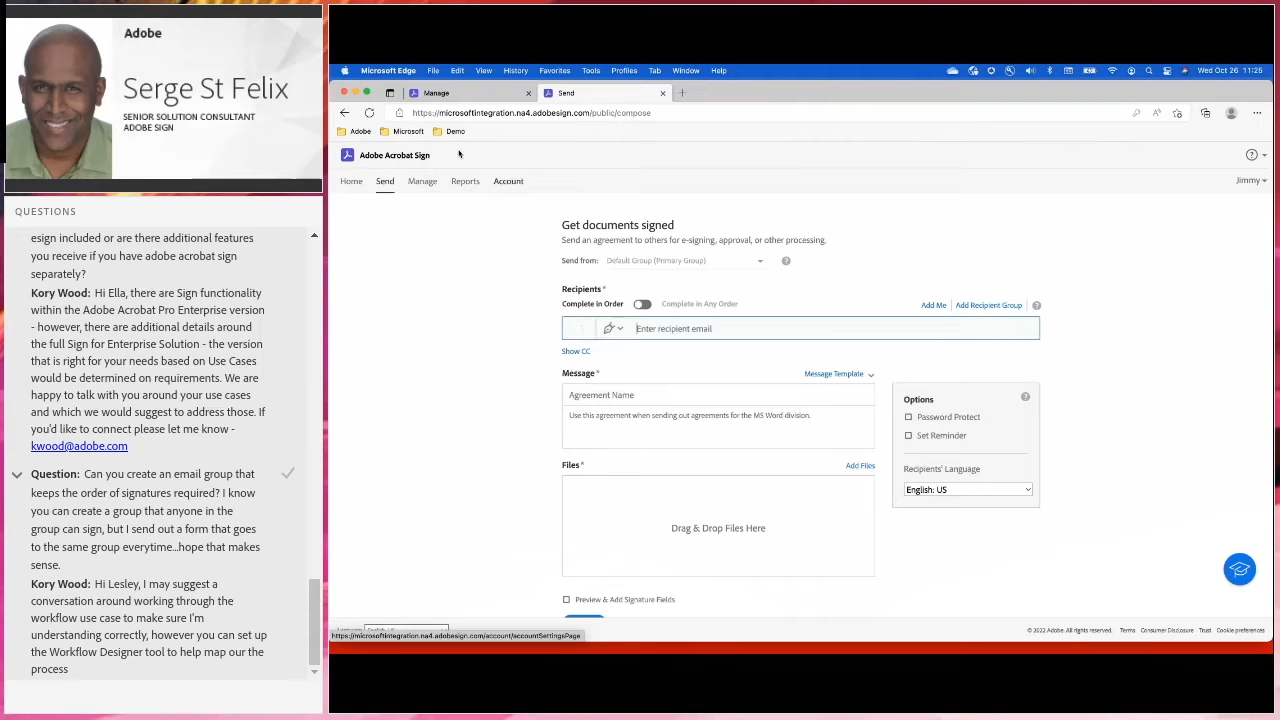 Adobe
Serge St Felix
SENIOR SOLUTION CONSULTANT
ADOBE SIGN
QUESTIONS
esign included or are there additional features
you receive if you have adobe acrobat sign
separately?
Kory Wood: Hi Ella, there are Sign functionality
within the Adobe Acrobat Pro Enterprise version
- however, there are additional details around
the full Sign for Enterprise Solution - the version
that is right for your needs based on Use Cases
would be determined on requirements. We are
happy to talk with you around your use cases
and which we would suggest to address those. If
you'd like to connect please let me know -
kwood@adobe.com
Question: Can you create an email group that
keeps the order of signatures required? I know
you can create a group that anyone in the
group can sign, but I send out a form that goes
to the same group everytime...hope that makes
sense.
Kory Wood: Hi Lesley, I may suggest a
conversation around working through the
workflow use case to make sure I'm
understanding correctly, however you can set up
the Workflow Designer tool to help map our the
process
Microsoft Edge File Edit View History Favorites Tools Profiles Tab Window Help Wed Oct 26 11:25
Manage Send
https://microsoftintegration.na4.adobesign.com/public/compose
Adobe Microsoft Demo
Adobe Acrobat Sign
Home Send Manage Reports Account Jimmy
Get documents signed
Send an agreement to others for e-signing, approval, or other processing.
Send from: Default Group (Primary Group)
Recipients*
Complete in Order Complete in Any Order Add Me Add Recipient Group
1 Enter recipient email
Show CC
Message* Message Template
Agreement Name
Use this agreement when sending out agreements for the MS Word division.
Options
Password Protect
Set Reminder
Recipients' Language
English: US
Files* Add Files
Drag & Drop Files Here
Preview & Add Signature Fields
https://microsoftintegration.na4.adobesign.com/account/accountSettingsPage
© 2022 Adobe. All rights reserved. Terms Consumer Disclosure Trust Cookie preferences